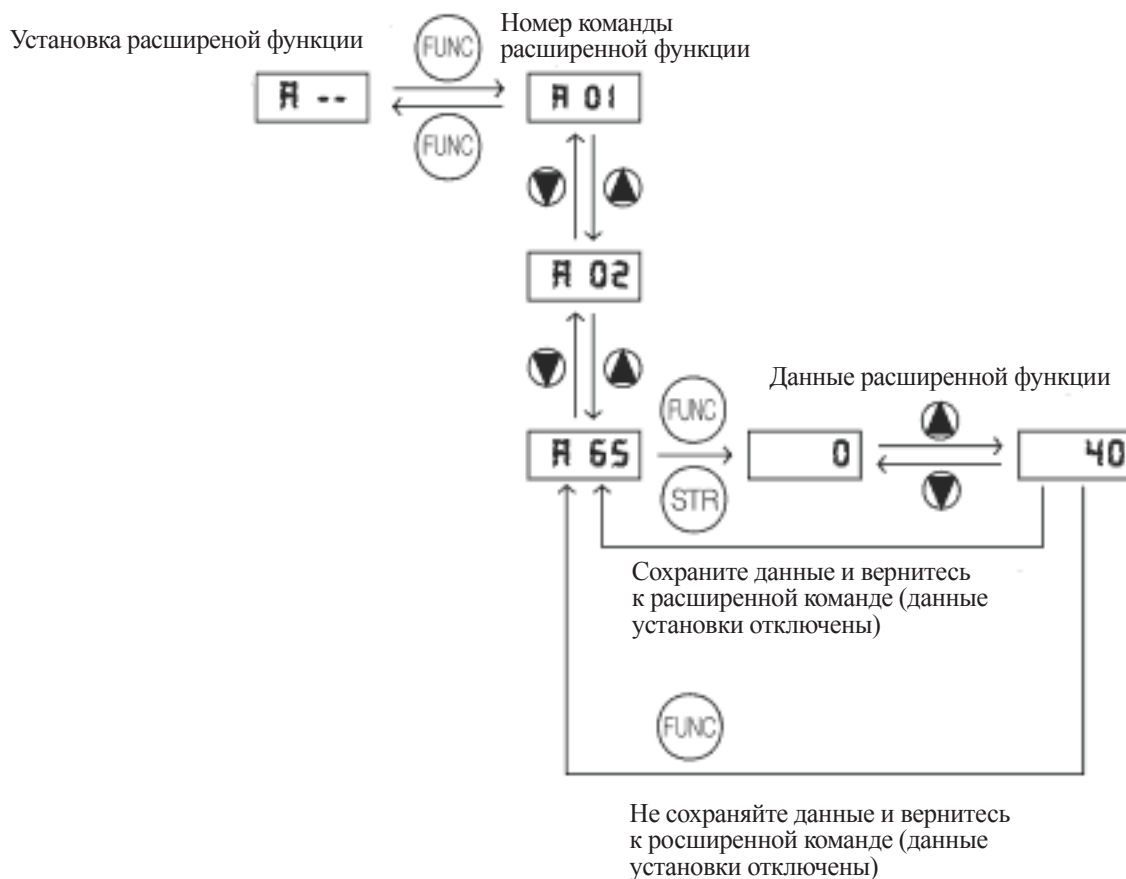 Установка расширеной функции
FUNC
Номер команды
расширенной функции
A --
A 01
FUNC
A 02
Данные расширенной функции
FUNC
A 65
0
40
STR
Сохраните данные и вернитесь
к расширенной команде (данные
установки отключены)
FUNC
Не сохраняйте данные и вернитесь
к росширенной команде (данные
установки отключены)